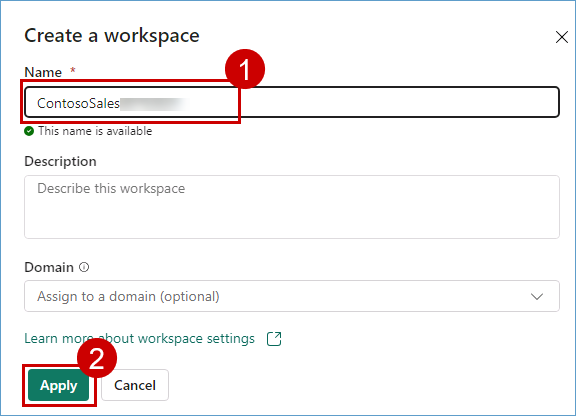 Create a workspace
1
Name *
ContosoSales
This name is available
Description
Describe this workspace
Domain
Assign to a domain (optional)
Learn more about workspace settings
2
Apply
Cancel